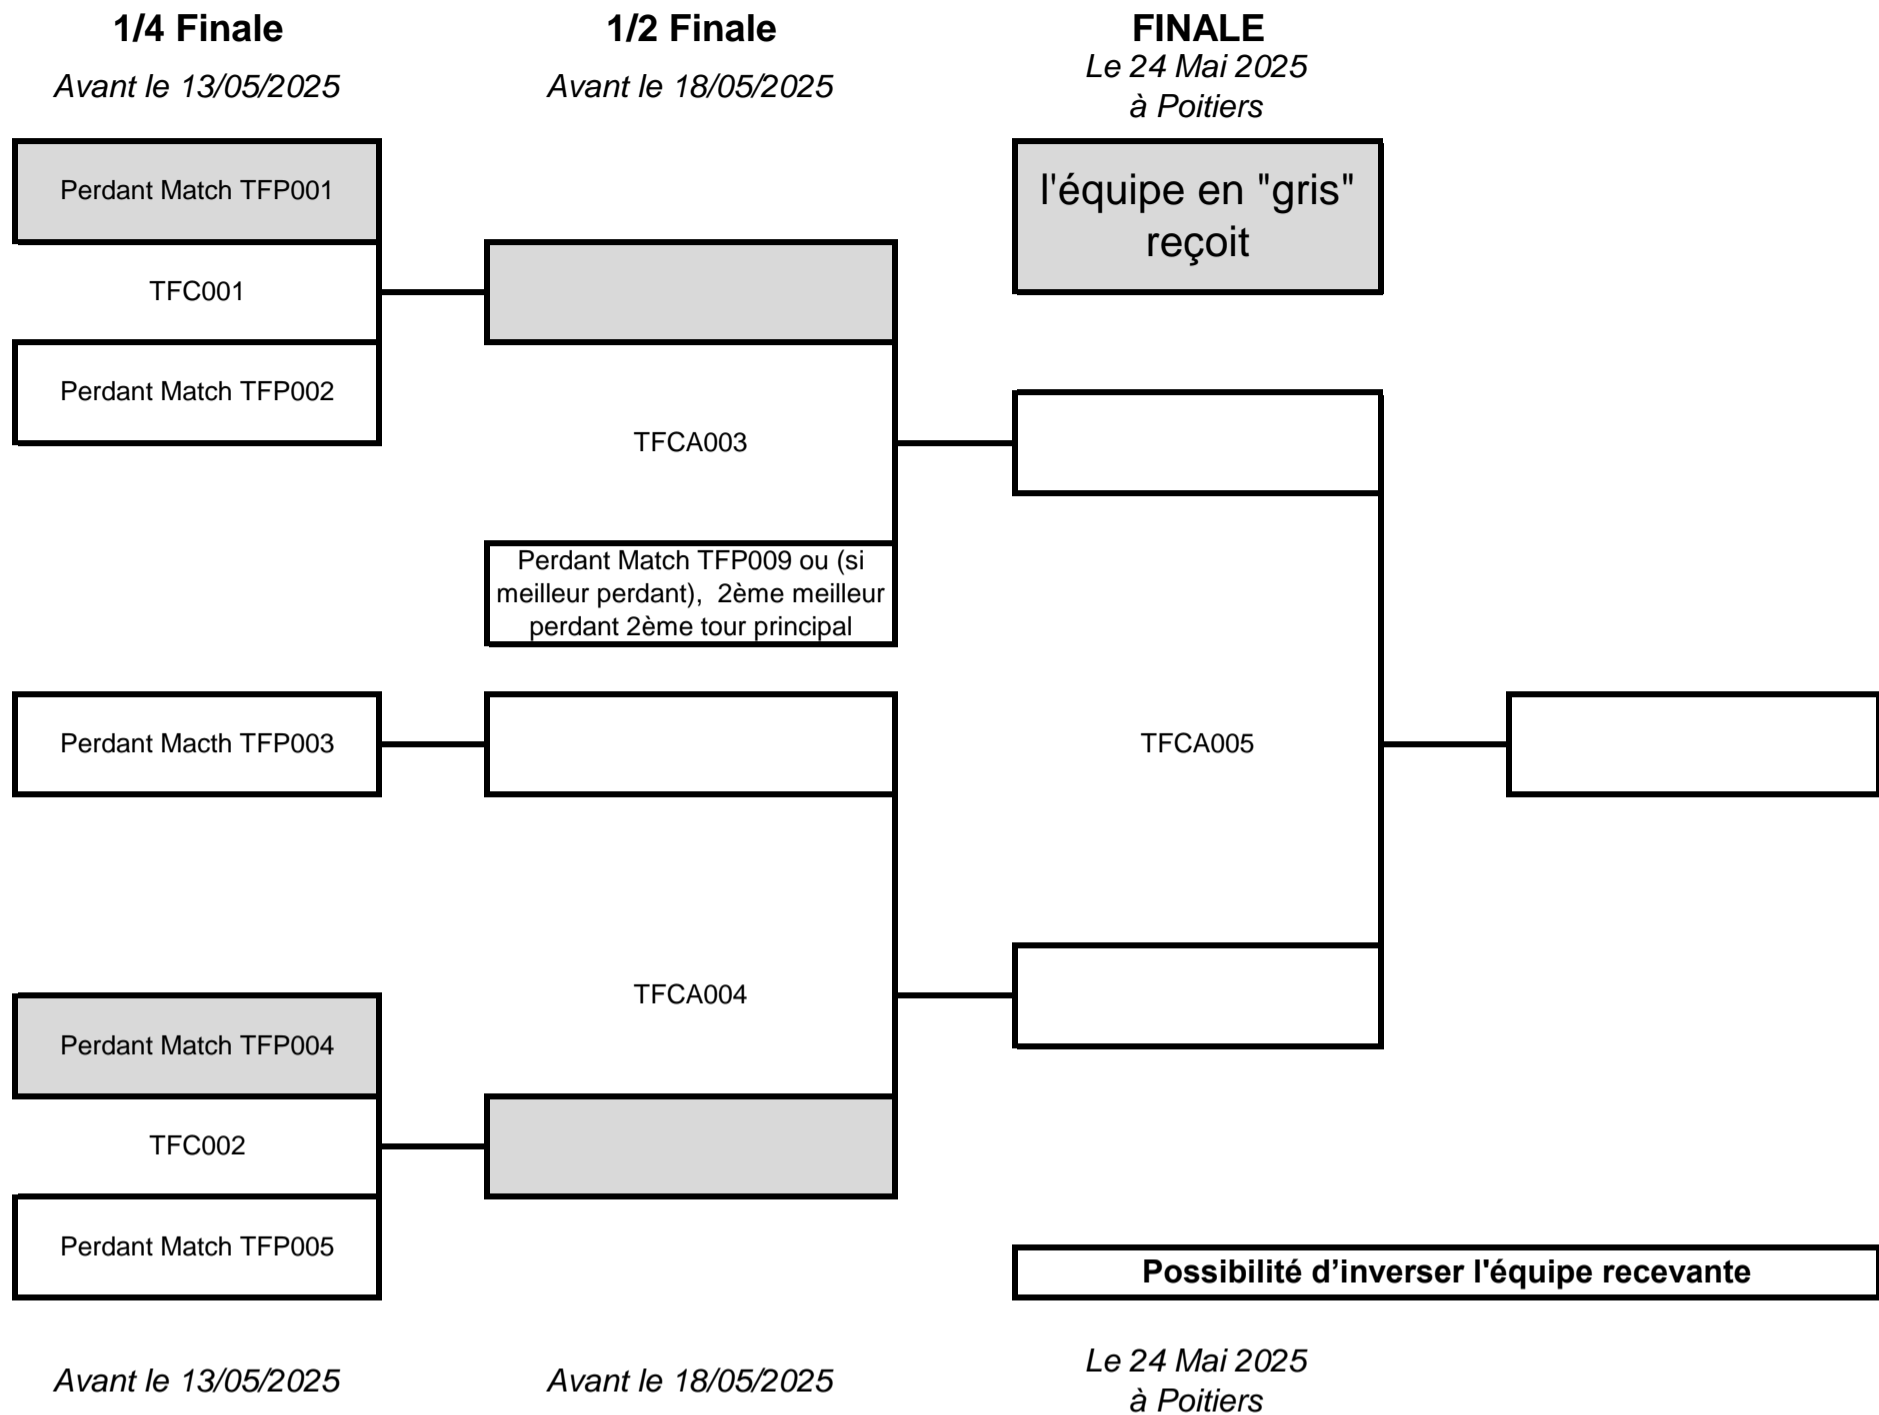 1/4 Finale
1/2 Finale
FINALE
Avant le 13/05/2025
Avant le 18/05/2025
Le 24 Mai 2025
à Poitiers
Perdant Match TFP001
l'équipe en "gris"
reçoit
TFC001
Perdant Match TFP002
TFCA003
Perdant Match TFP009 ou (si
meilleur perdant), 2ème meilleur
perdant 2ème tour principal
Perdant Macth TFP003
TFCA005
TFCA004
Perdant Match TFP004
TFC002
Perdant Match TFP005
Possibilité d’inverser l'équipe recevante
Avant le 13/05/2025
Avant le 18/05/2025
Le 24 Mai 2025
à Poitiers